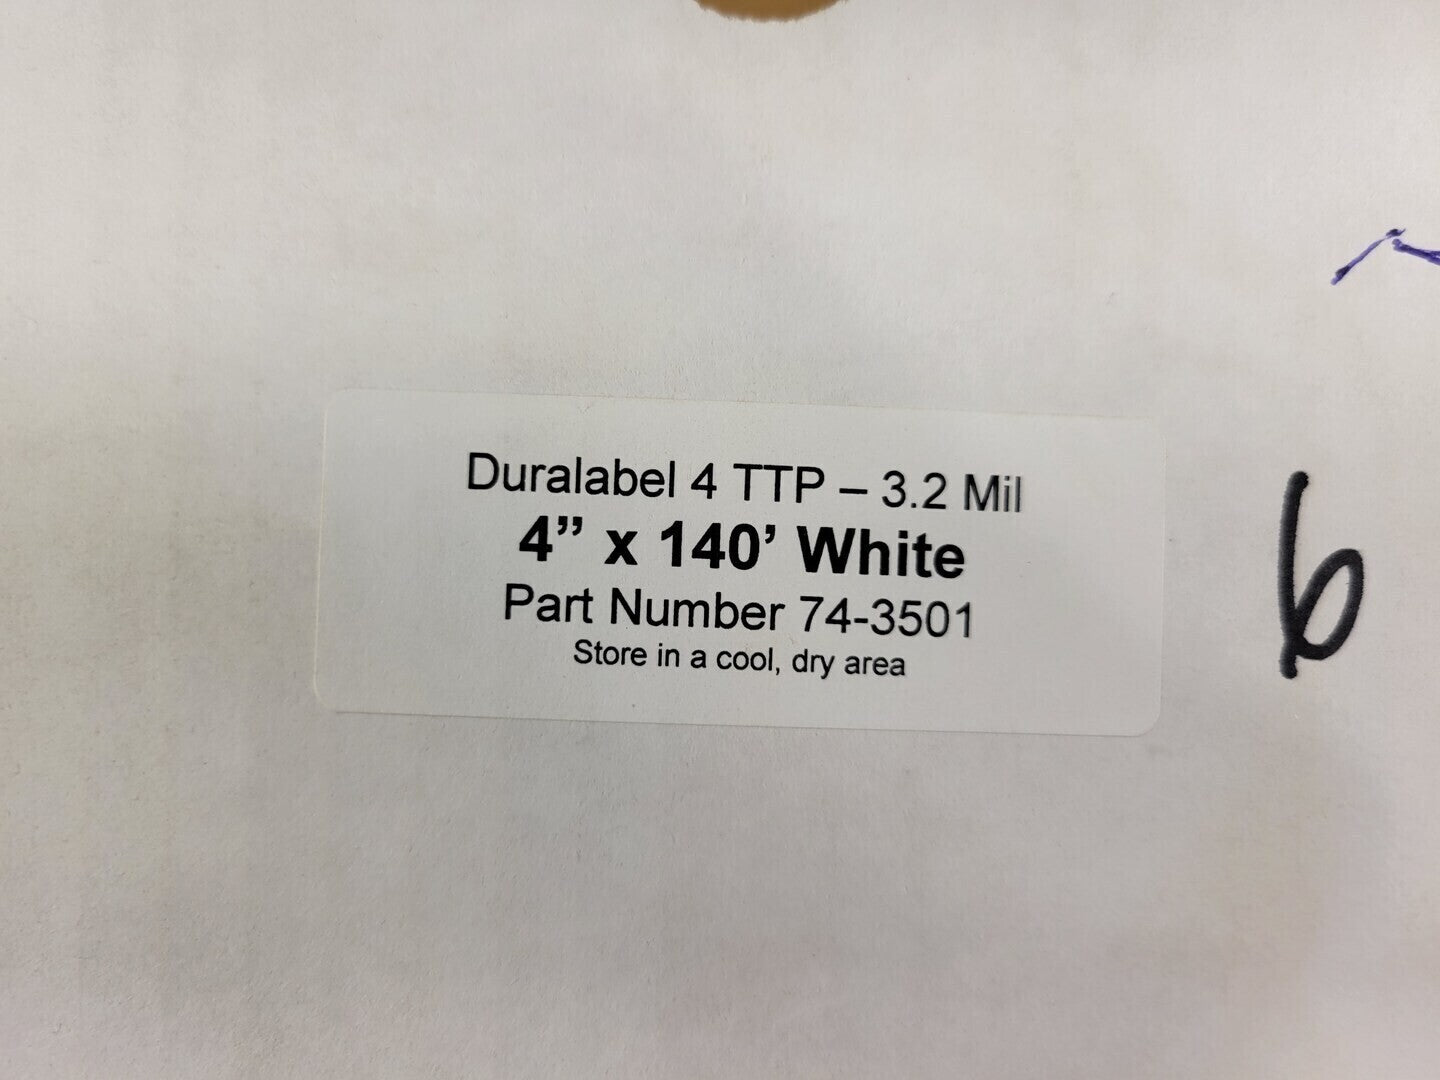 Duralabel 4 TTP – 3.2 Mil
4” x 140’ White
Part Number 74-3501
Store in a cool, dry area
6